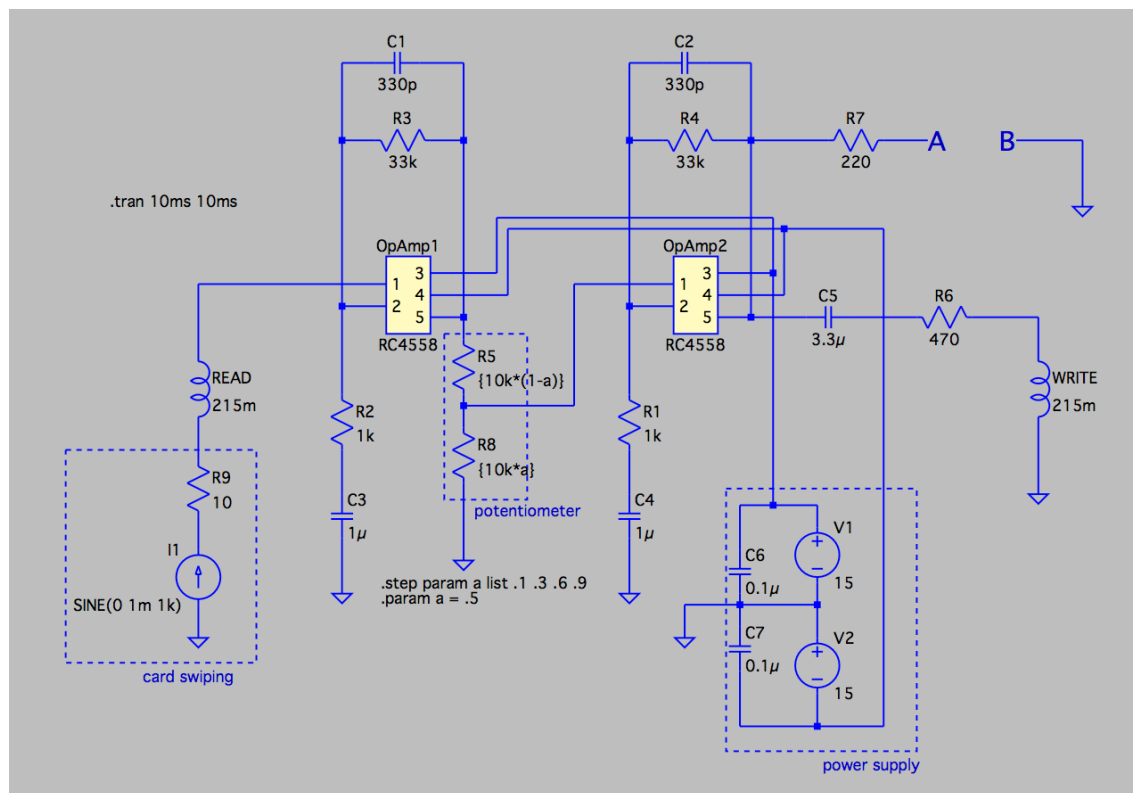 C1
330p
R3
33k
C2
330p
R4
33k
R7
220
A
B
.tran 10ms 10ms
OpAmp1
1
2
3
4
5
RC4558
OpAmp2
1
2
3
4
5
RC4558
C5
3.3µ
R6
470
READ
215m
WRITE
215m
R5
{10k*(1-a)}
R8
{10k*a}
potentiometer
R2
1k
R1
1k
C3
1µ
C4
1µ
R9
10
I1
SINE(0 1m 1k)
card swiping
.step param a list .1 .3 .6 .9
.param a = .5
V1
+
−
15
C6
0.1µ
C7
0.1µ
V2
+
−
15
power supply